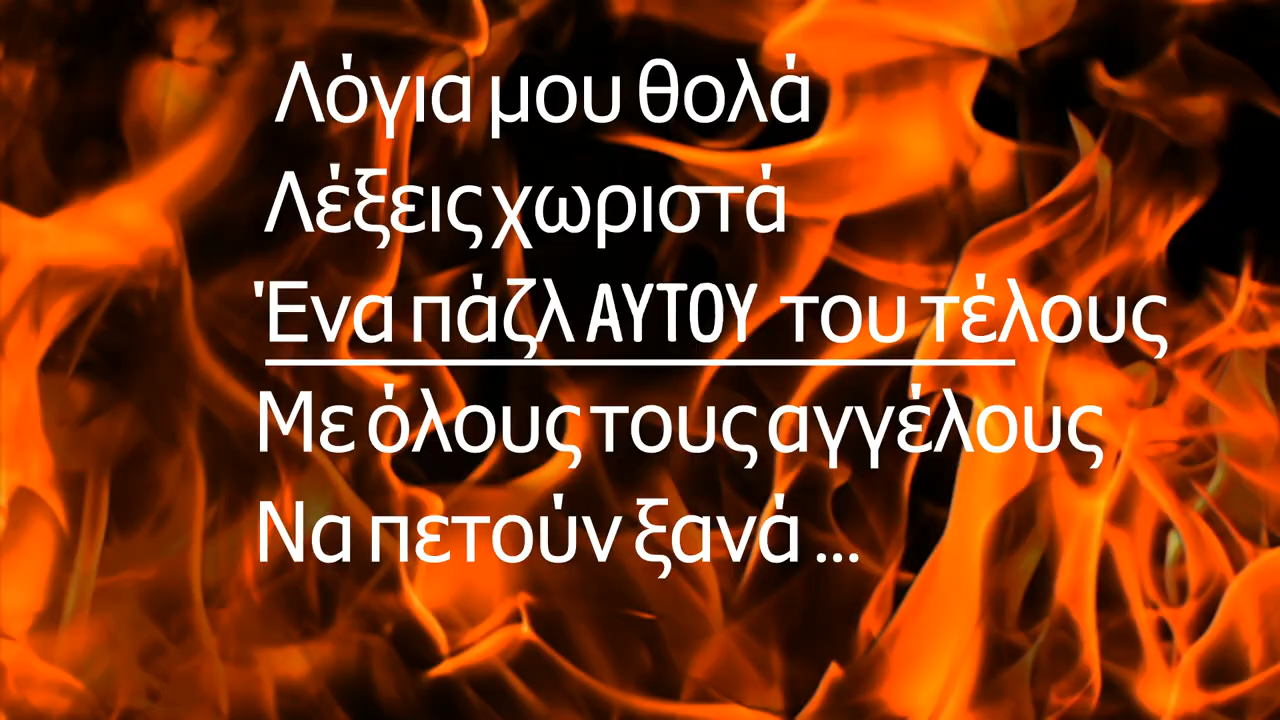 Λόγια μου θολά
Λέξεις χωριστά
Ένα πάζλ ΑΥΤΟΥ του τέλους
Με όλους τους αγγέλους
Να πετούν ξανά ...